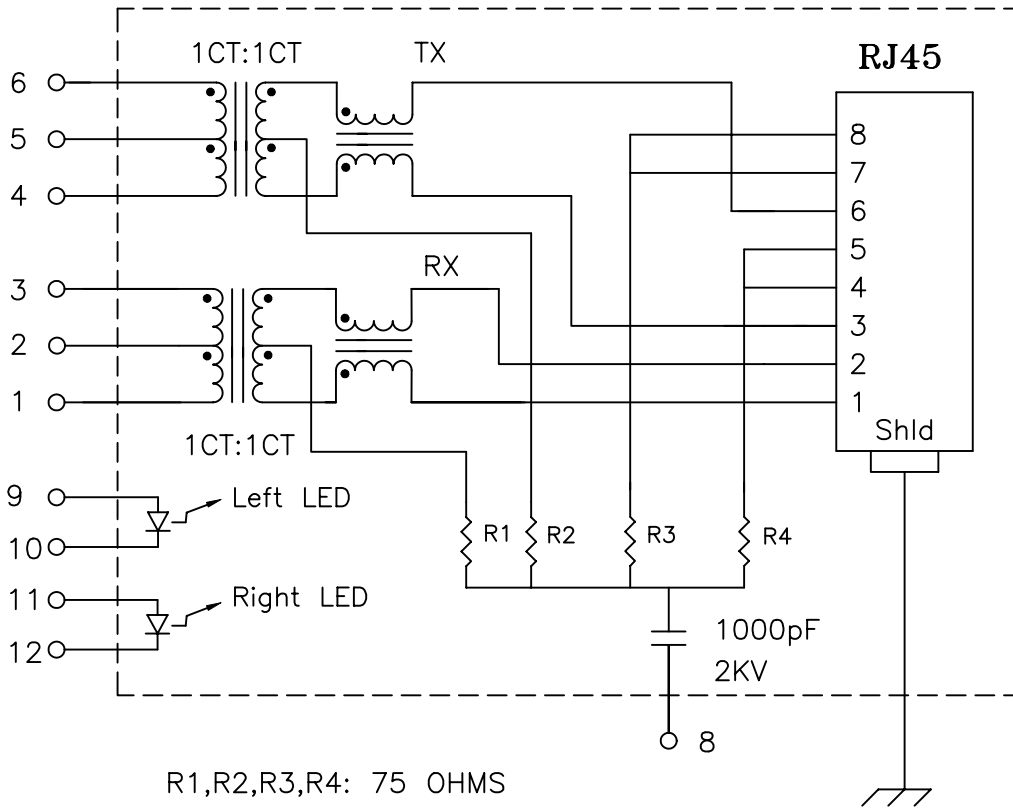 1CT:1CT
TX
RJ45
6
5
4
8
7
6
5
4
3
2
1
Shld
RX
3
2
1
1CT:1CT
9
10
Left LED
11
12
Right LED
R1
R2
R3
R4
1000pF
2KV
8
R1,R2,R3,R4: 75 OHMS